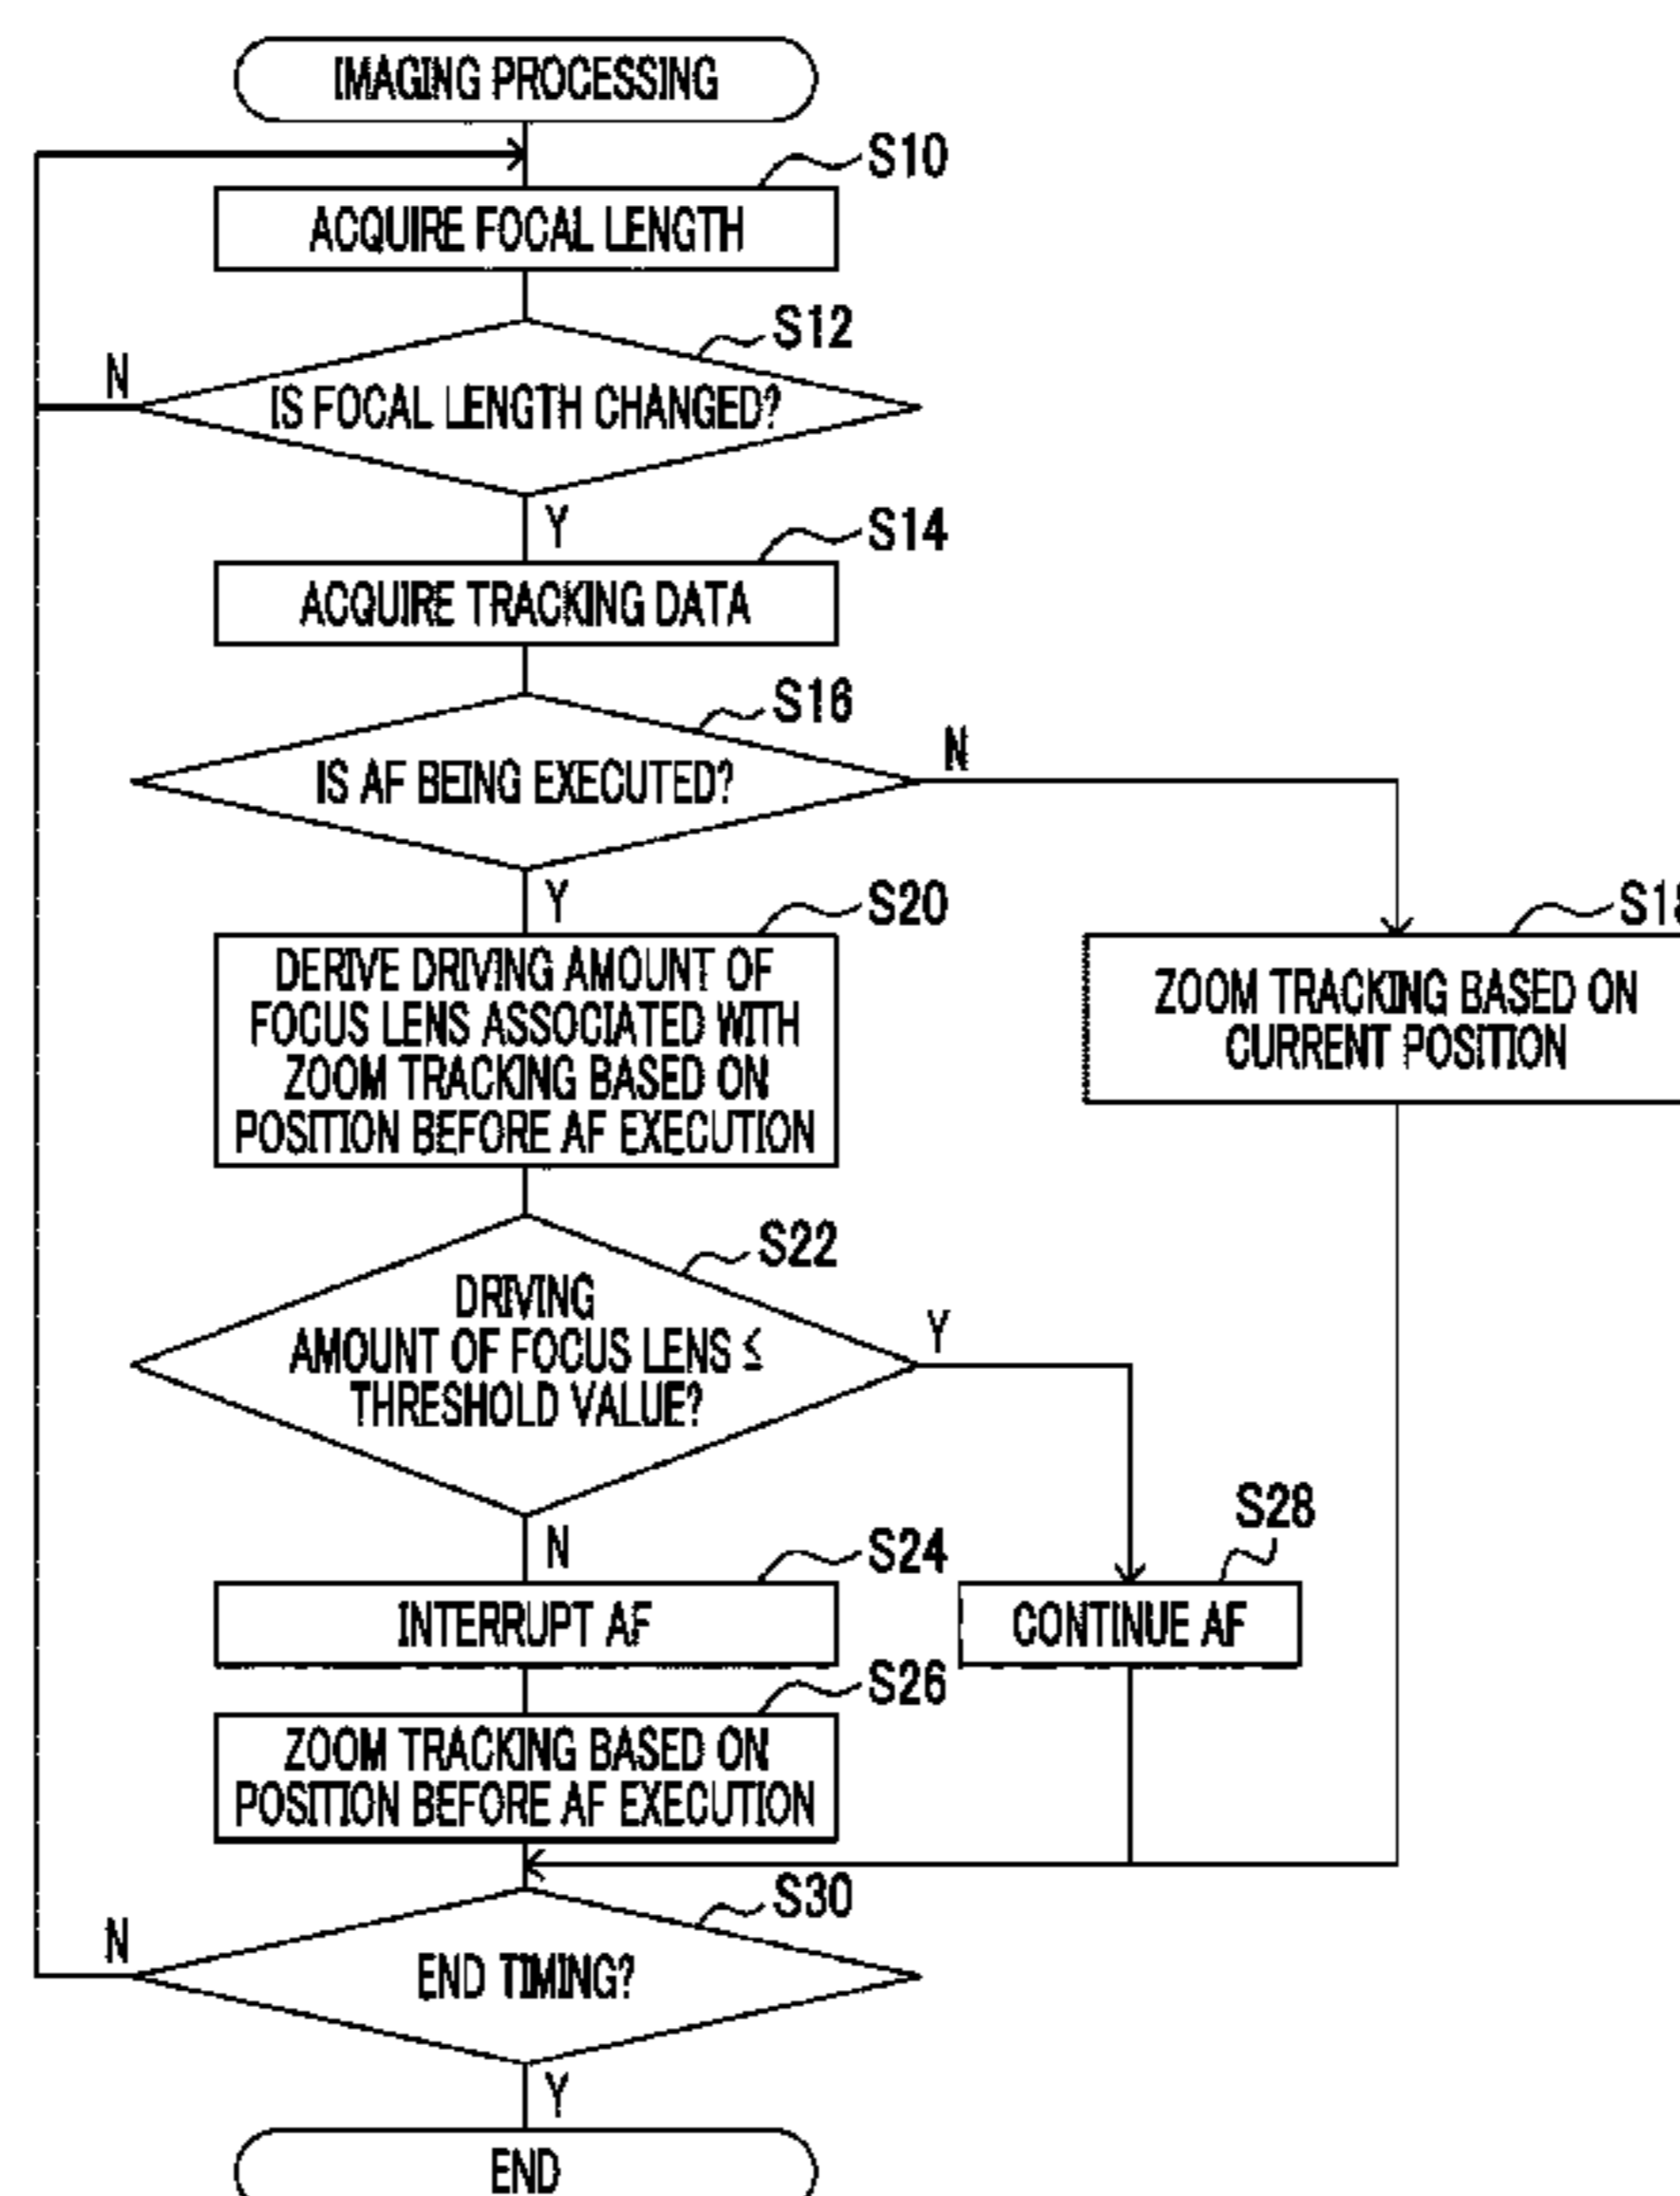 IMAGING PROCESSING
S10
ACQUIRE FOCAL LENGTH
S12
N
IS FOCAL LENGTH CHANGED?
Y
S14
ACQUIRE TRACKING DATA
S16
N
IS AF BEING EXECUTED?
Y
S20
DERIVE DRIVING AMOUNT OF
FOCUS LENS ASSOCIATED WITH
ZOOM TRACKING BASED ON
POSITION BEFORE AF EXECUTION
ZOOM TRACKING BASED ON
CURRENT POSITION
S22
DRIVING
AMOUNT OF FOCUS LENS ≤
THRESHOLD VALUE?
Y
N
S24
INTERRUPT AF
S28
CONTINUE AF
S26
ZOOM TRACKING BASED ON
POSITION BEFORE AF EXECUTION
S30
N
END TIMING?
Y
END